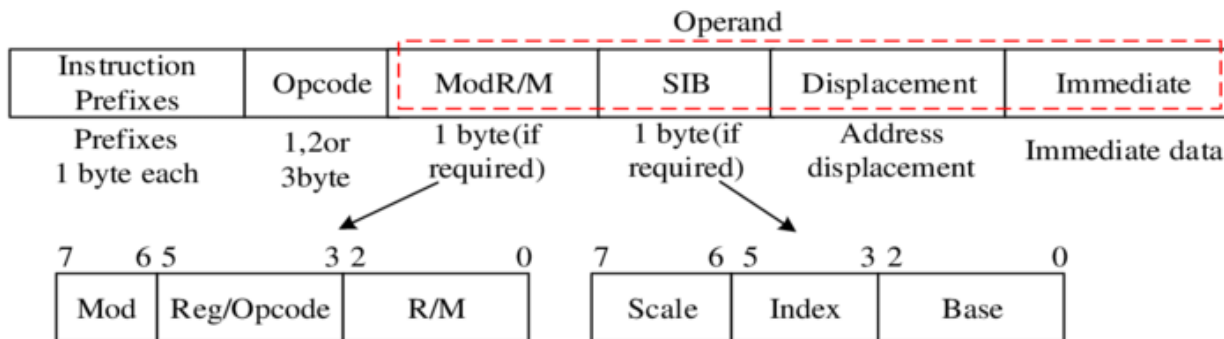 Operand
Instruction Prefixes
Opcode
ModR/M
SIB
Displacement
Immediate
Prefixes
1 byte each
1,2or
3byte
1 byte(if
required)
1 byte(if
required)
Address
displacement
Immediate data
7 6 5 3 2 0
7 6 5 3 2 0
Mod Reg/Opcode R/M
Scale Index Base